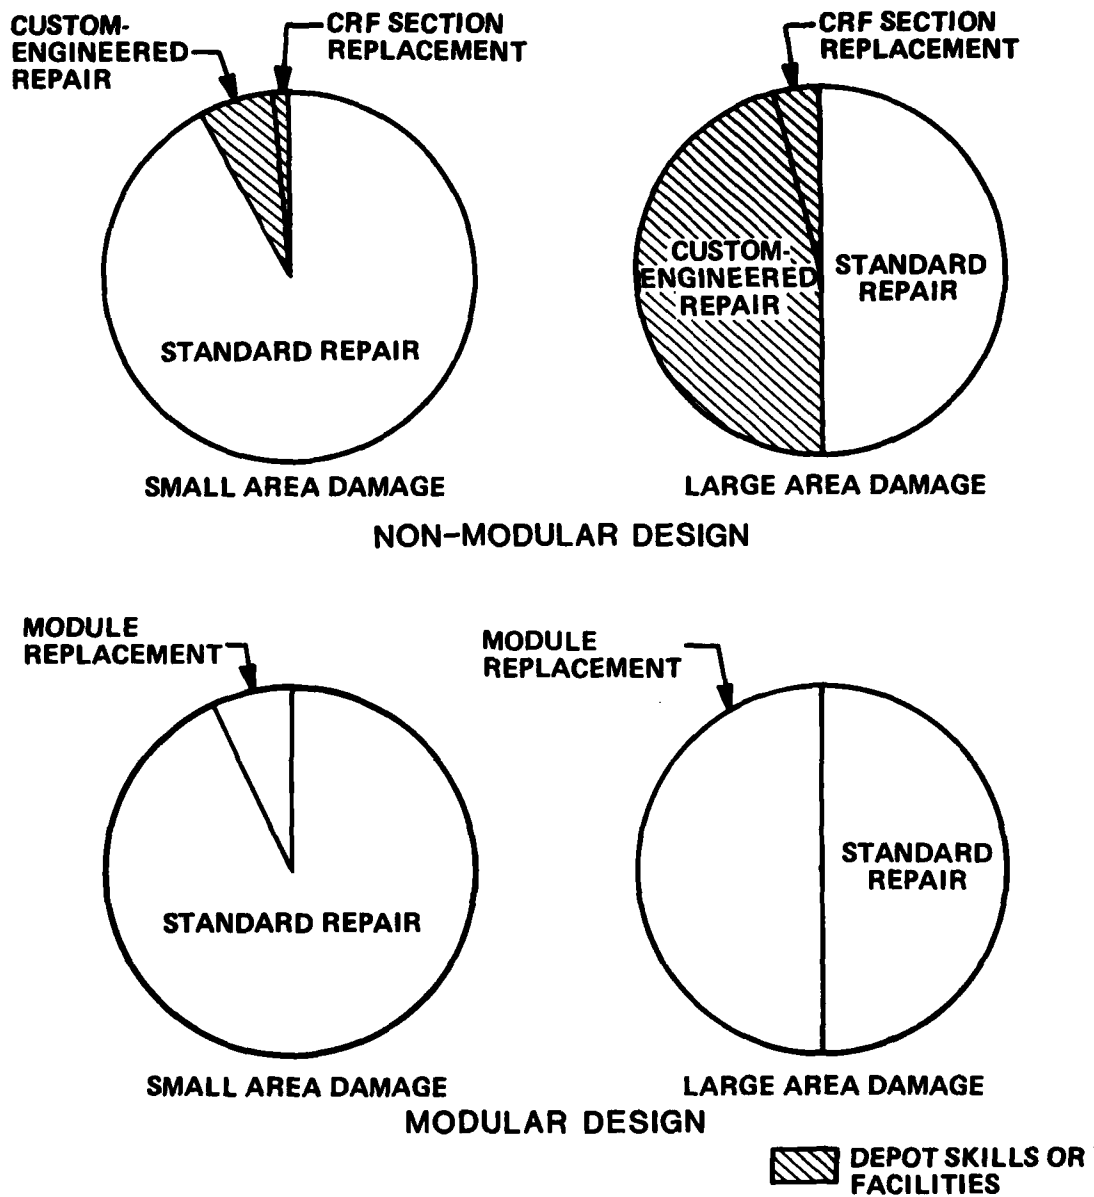 CUSTOM-
ENGINEERED
REPAIR
CRF SECTION
REPLACEMENT
STANDARD REPAIR
SMALL AREA DAMAGE
CRF SECTION
REPLACEMENT
CUSTOM-
ENGINEERED
REPAIR
STANDARD
REPAIR
LARGE AREA DAMAGE
NON-MODULAR DESIGN
MODULE
REPLACEMENT
STANDARD REPAIR
SMALL AREA DAMAGE
MODULE
REPLACEMENT
STANDARD
REPAIR
LARGE AREA DAMAGE
MODULAR DESIGN
DEPOT SKILLS OR
FACILITIES